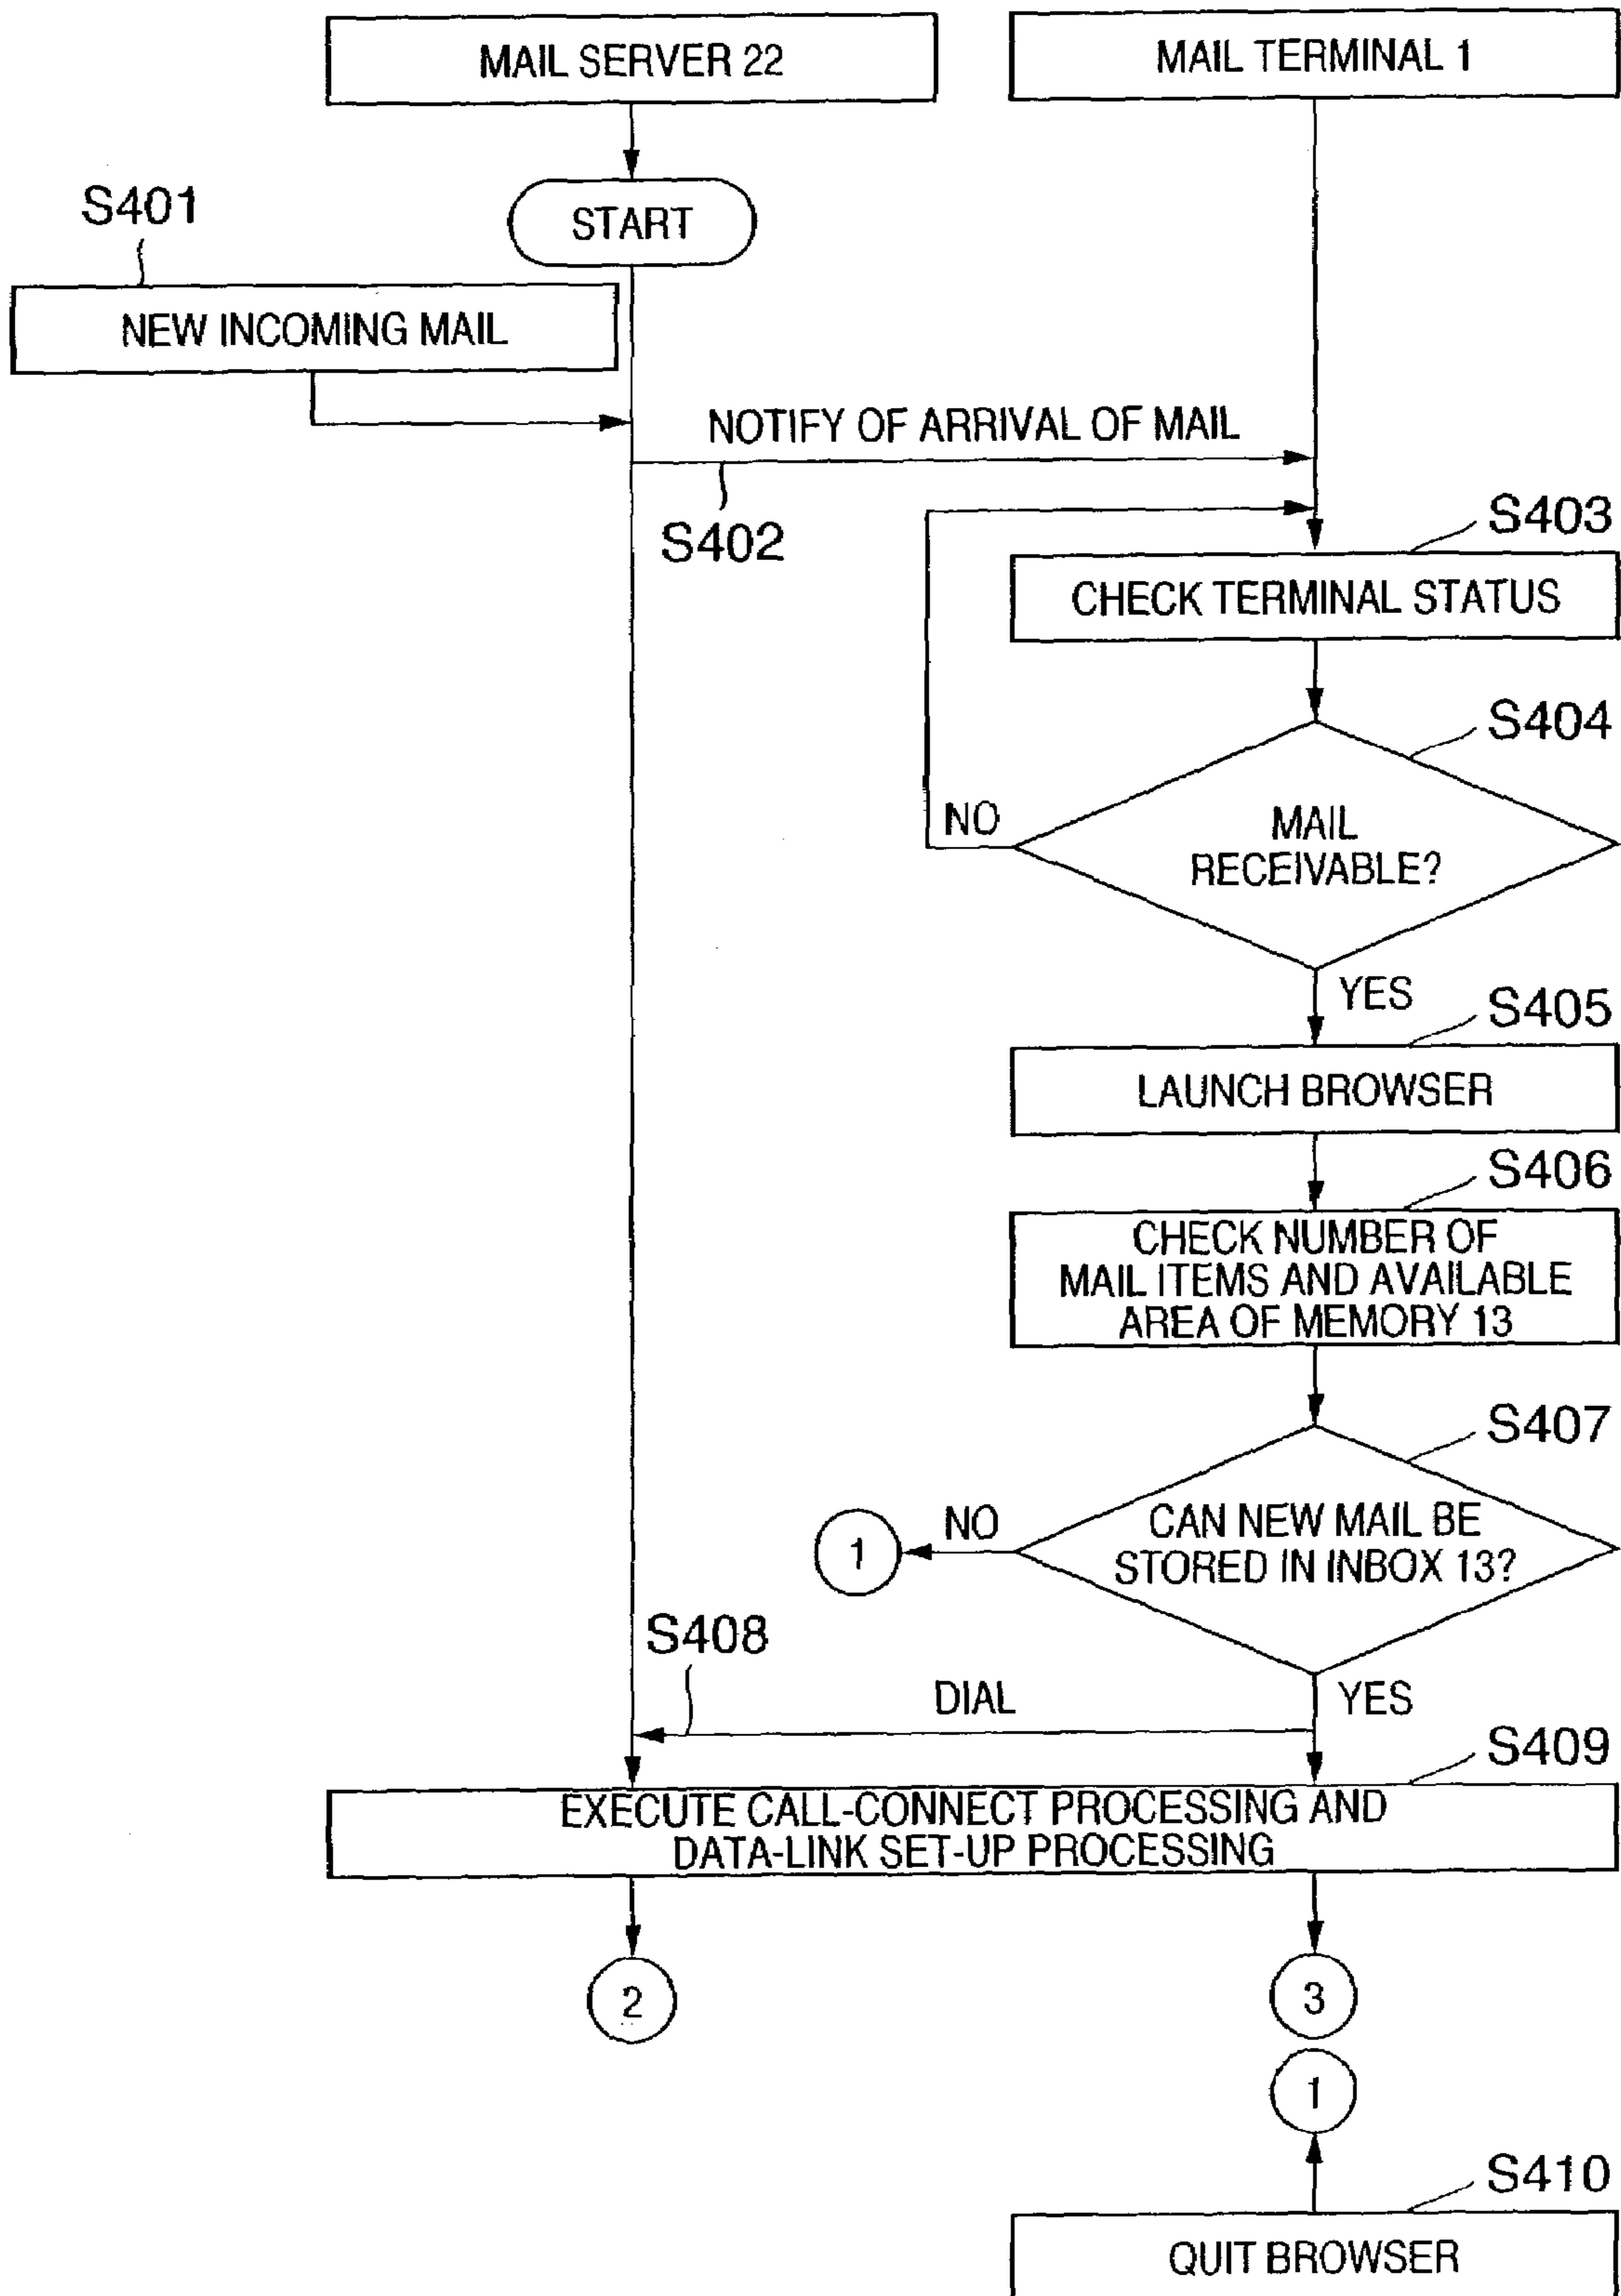 MAIL SERVER 22
MAIL TERMINAL 1
START
S401
NEW INCOMING MAIL
NOTIFY OF ARRIVAL OF MAIL
S402
S403
CHECK TERMINAL STATUS
S404
NO
MAIL
RECEIVABLE?
YES
S405
LAUNCH BROWSER
S406
CHECK NUMBER OF
MAIL ITEMS AND AVAILABLE
AREA OF MEMORY 13
S407
1
NO
CAN NEW MAIL BE
STORED IN INBOX 13?
S408
DIAL
YES
S409
EXECUTE CALL-CONNECT PROCESSING AND
DATA-LINK SET-UP PROCESSING
2
3
1
S410
QUIT BROWSER